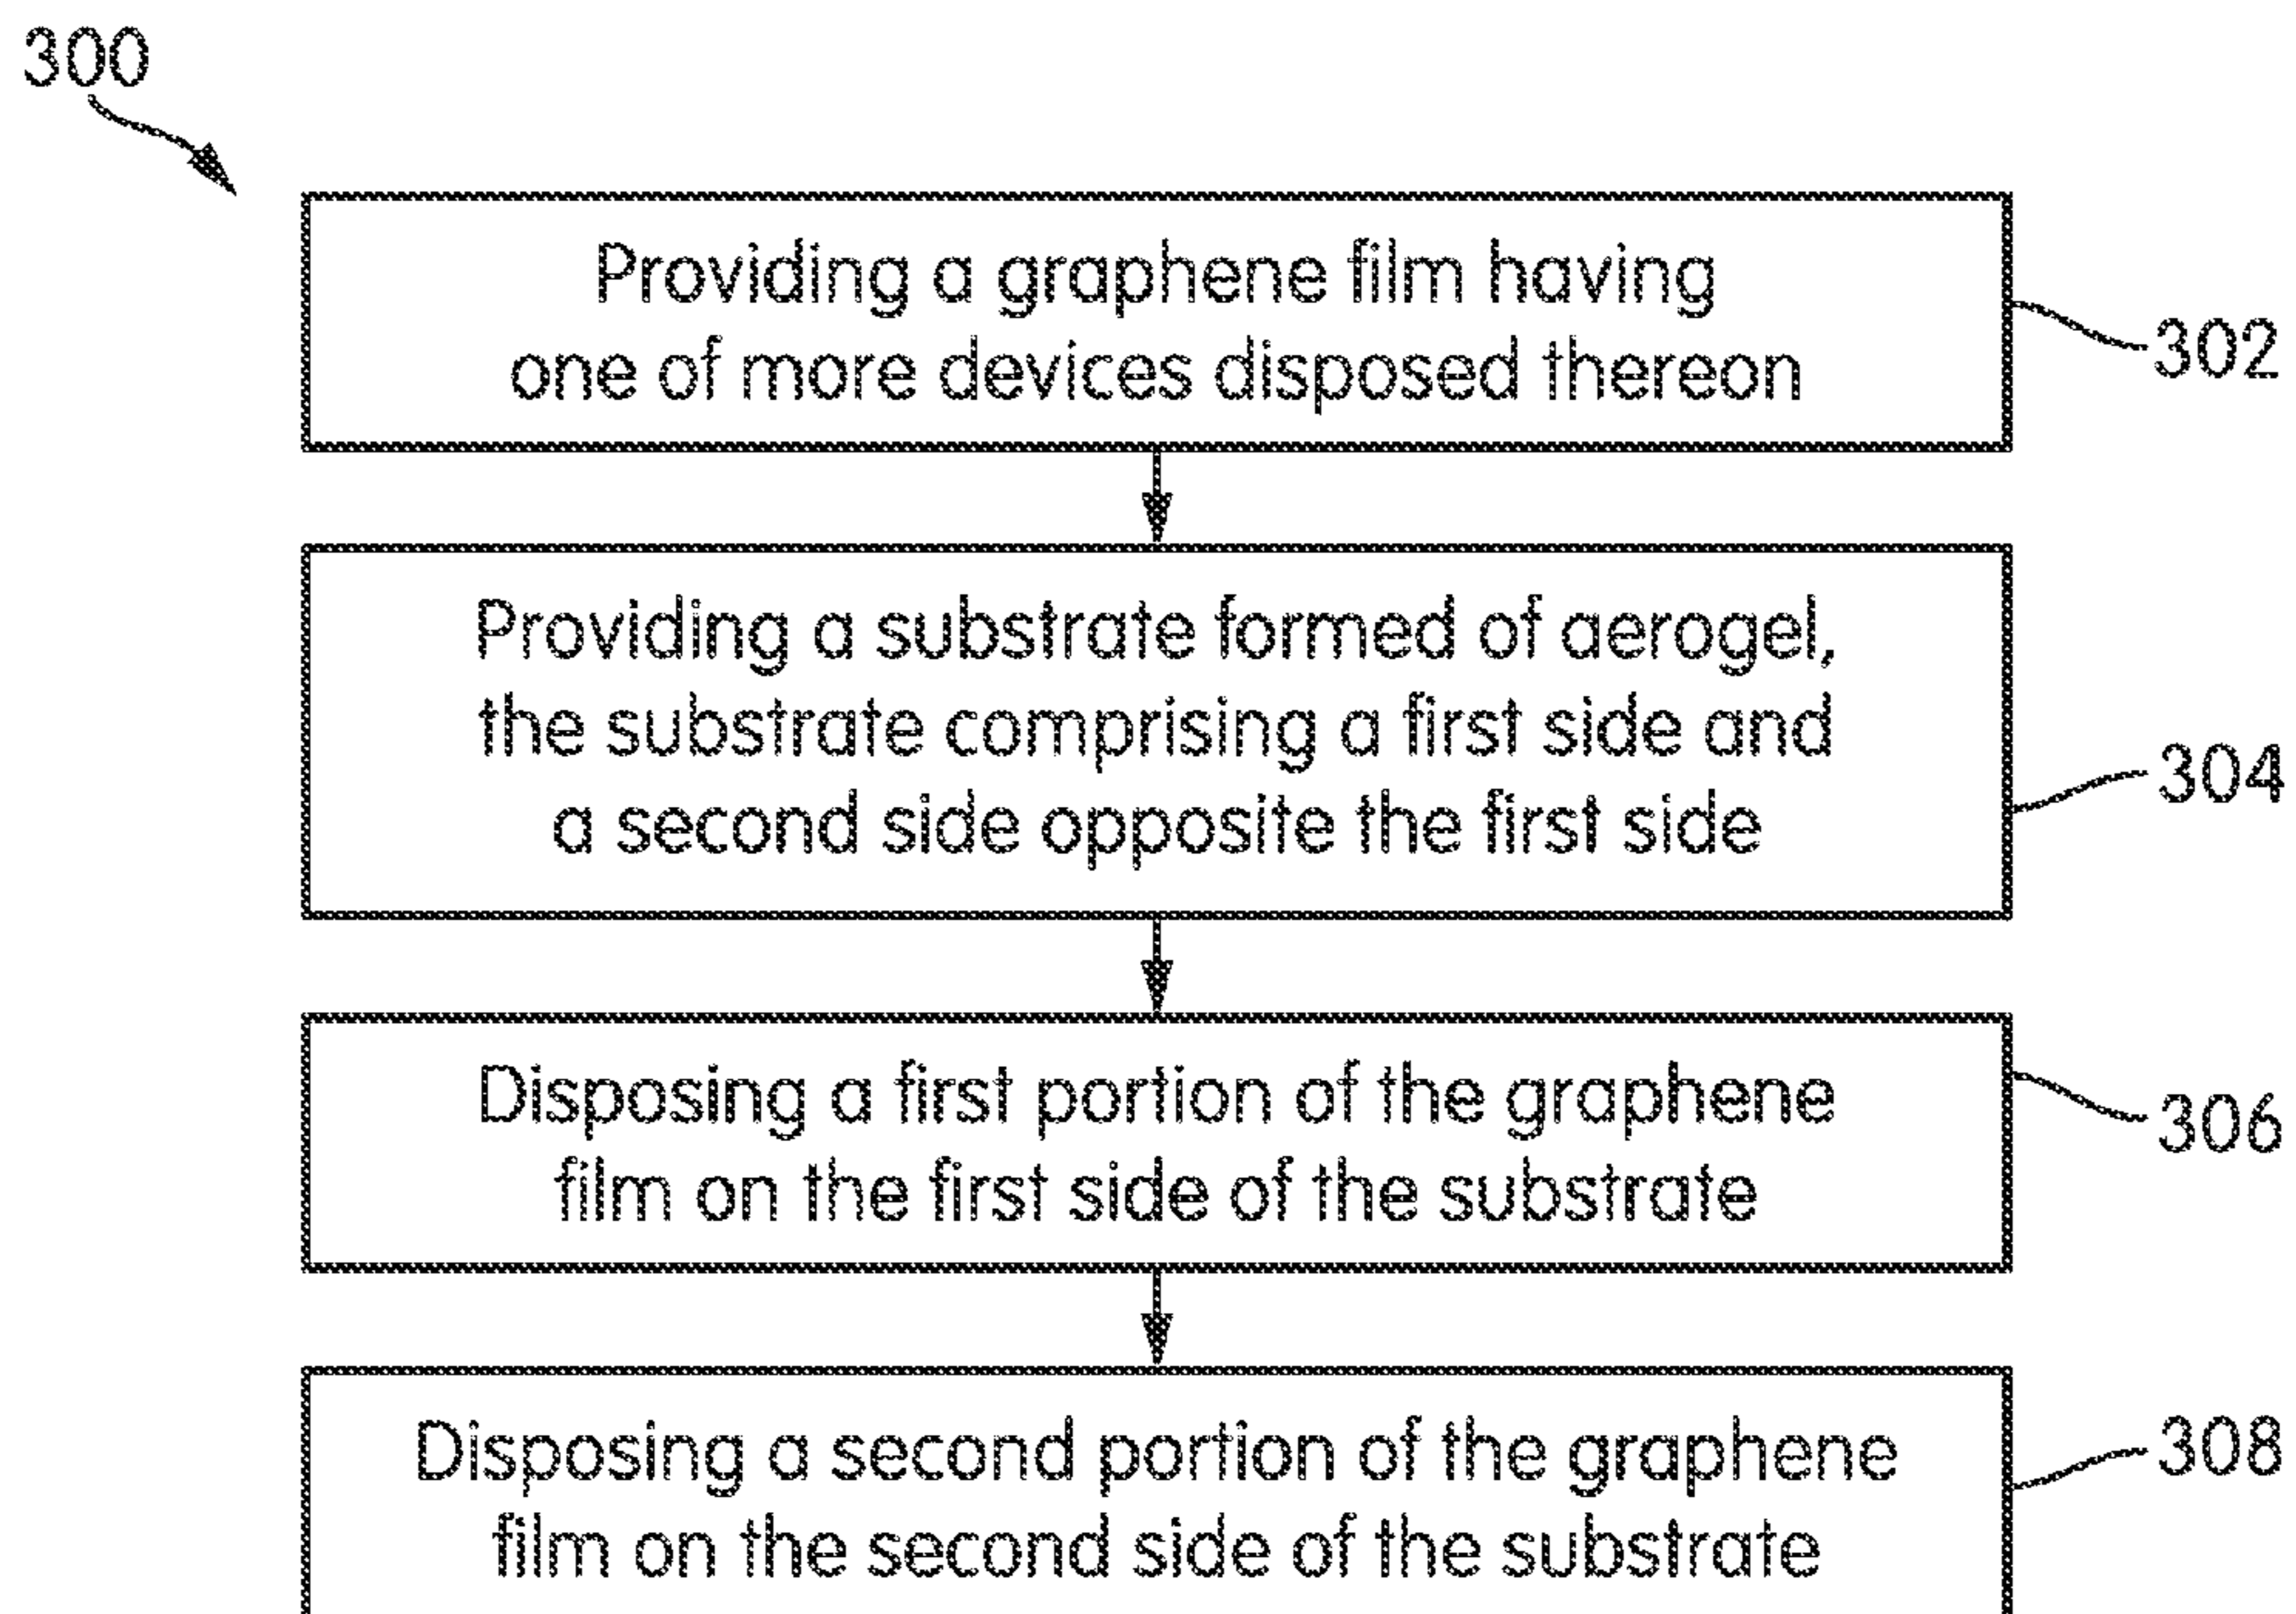 300
Providing a graphene film having
one of more devices disposed thereon
302
Providing a substrate formed of aerogel,
the substrate comprising a first side and
a second side opposite the first side
304
Disposing a first portion of the graphene
film on the first side of the substrate
306
Disposing a second portion of the graphene
film on the second side of the substrate
308